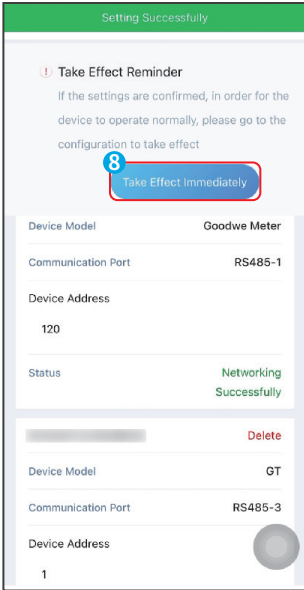 Setting Successfully
Take Effect Reminder
If the settings are confirmed, in order for the
device to operate normally, please go to the
configuration to take effect
8
Take Effect Immediately
Device Model Goodwe Meter
Communication Port RS485-1
Device Address
120
Status Networking
Successfully
Delete
Device Model GT
Communication Port RS485-3
Device Address
1